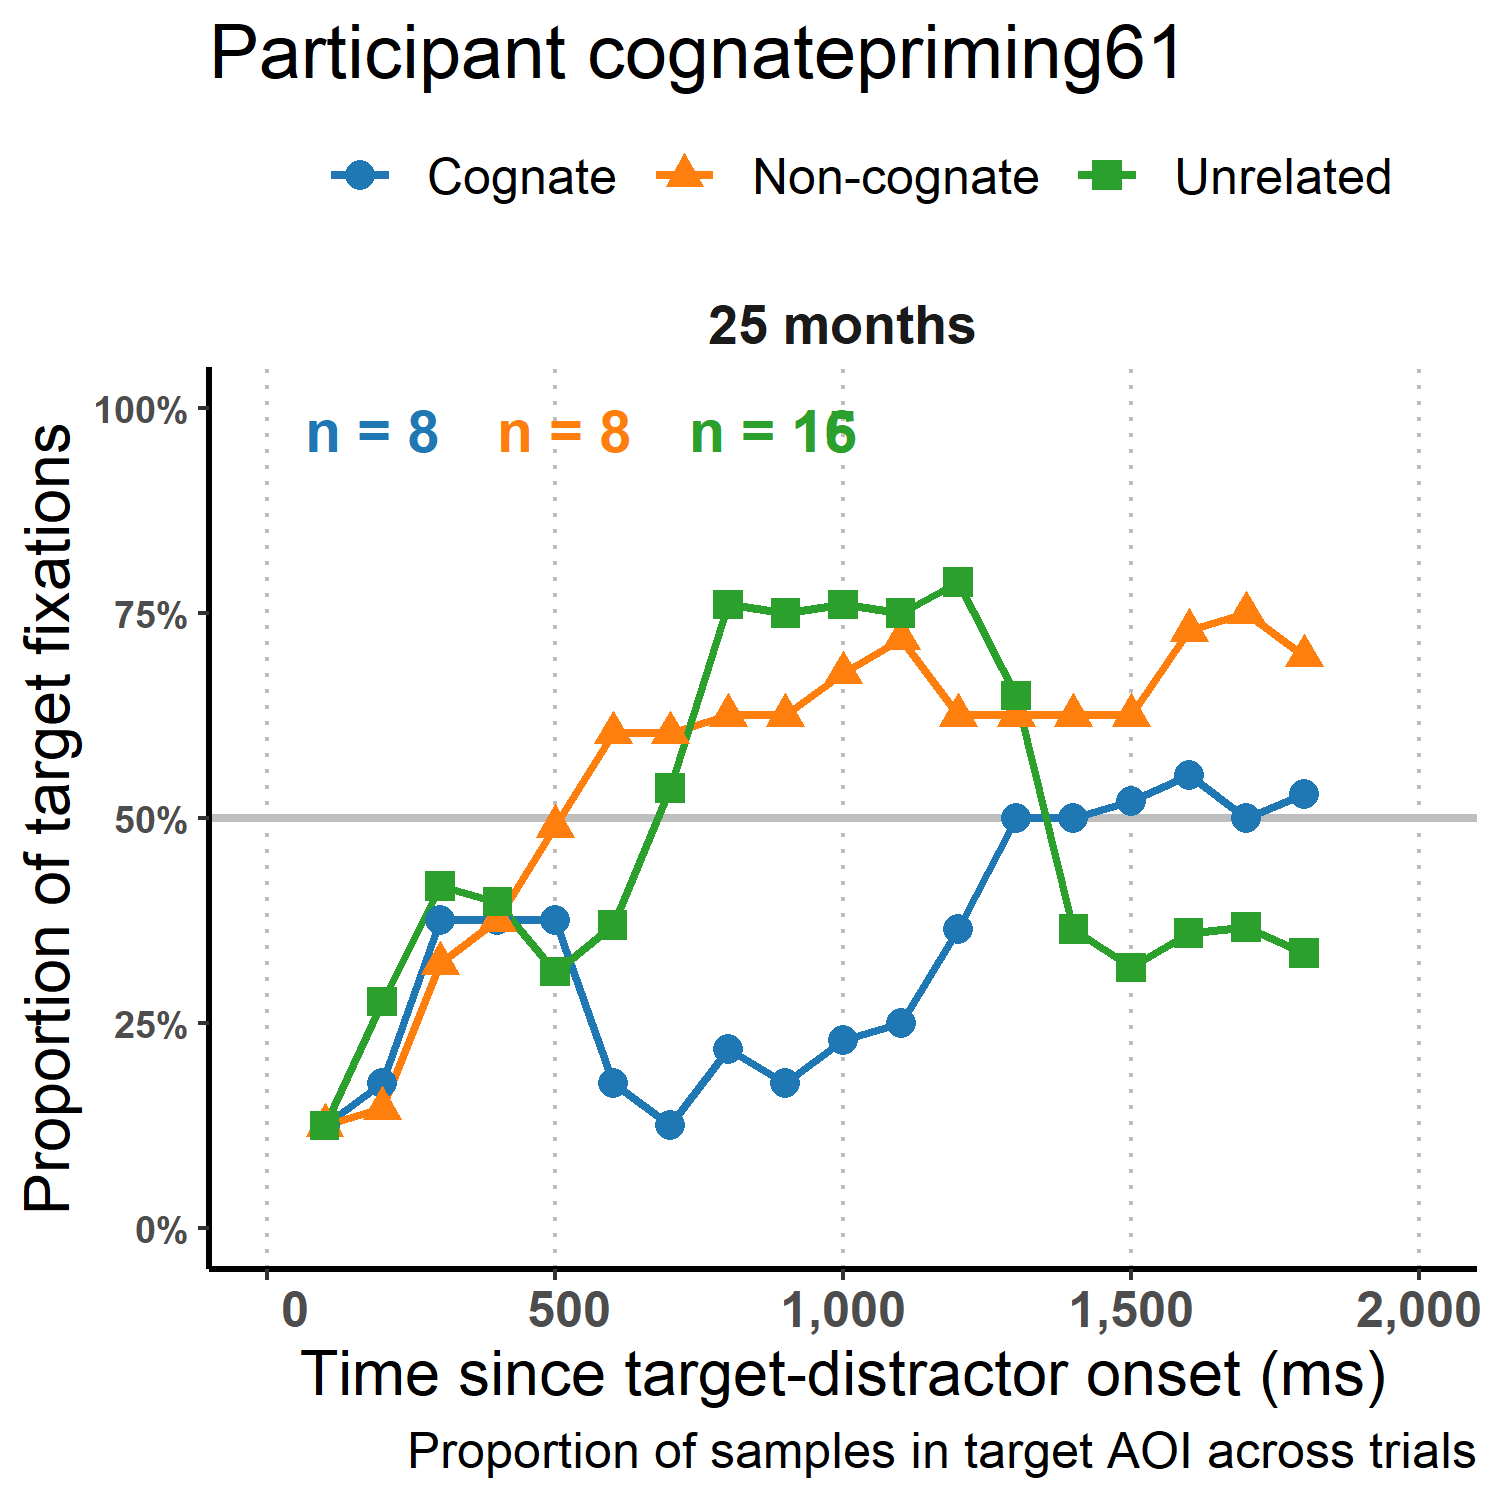 Participant cognatepriming61
Cognate Non-cognate Unrelated
25 months
n = 8 n = 8 n =
100%
75%
50%
25%
0%
Proportion of target fixations
0 500 1,000 1,500 2,000
Time since target-distractor onset (ms)
Proportion of samples in target AOI across trials